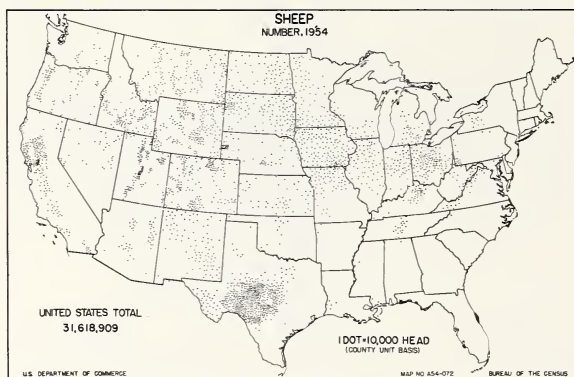 SHEEP
NUMBER, 1954
UNITED STATES TOTAL
31,618,909
1 DOT=10,000 HEAD
(COUNTY UNIT BASIS)
U.S. DEPARTMENT OF COMMERCE
MAP NO A54-072
BUREAU OF THE CENSUS